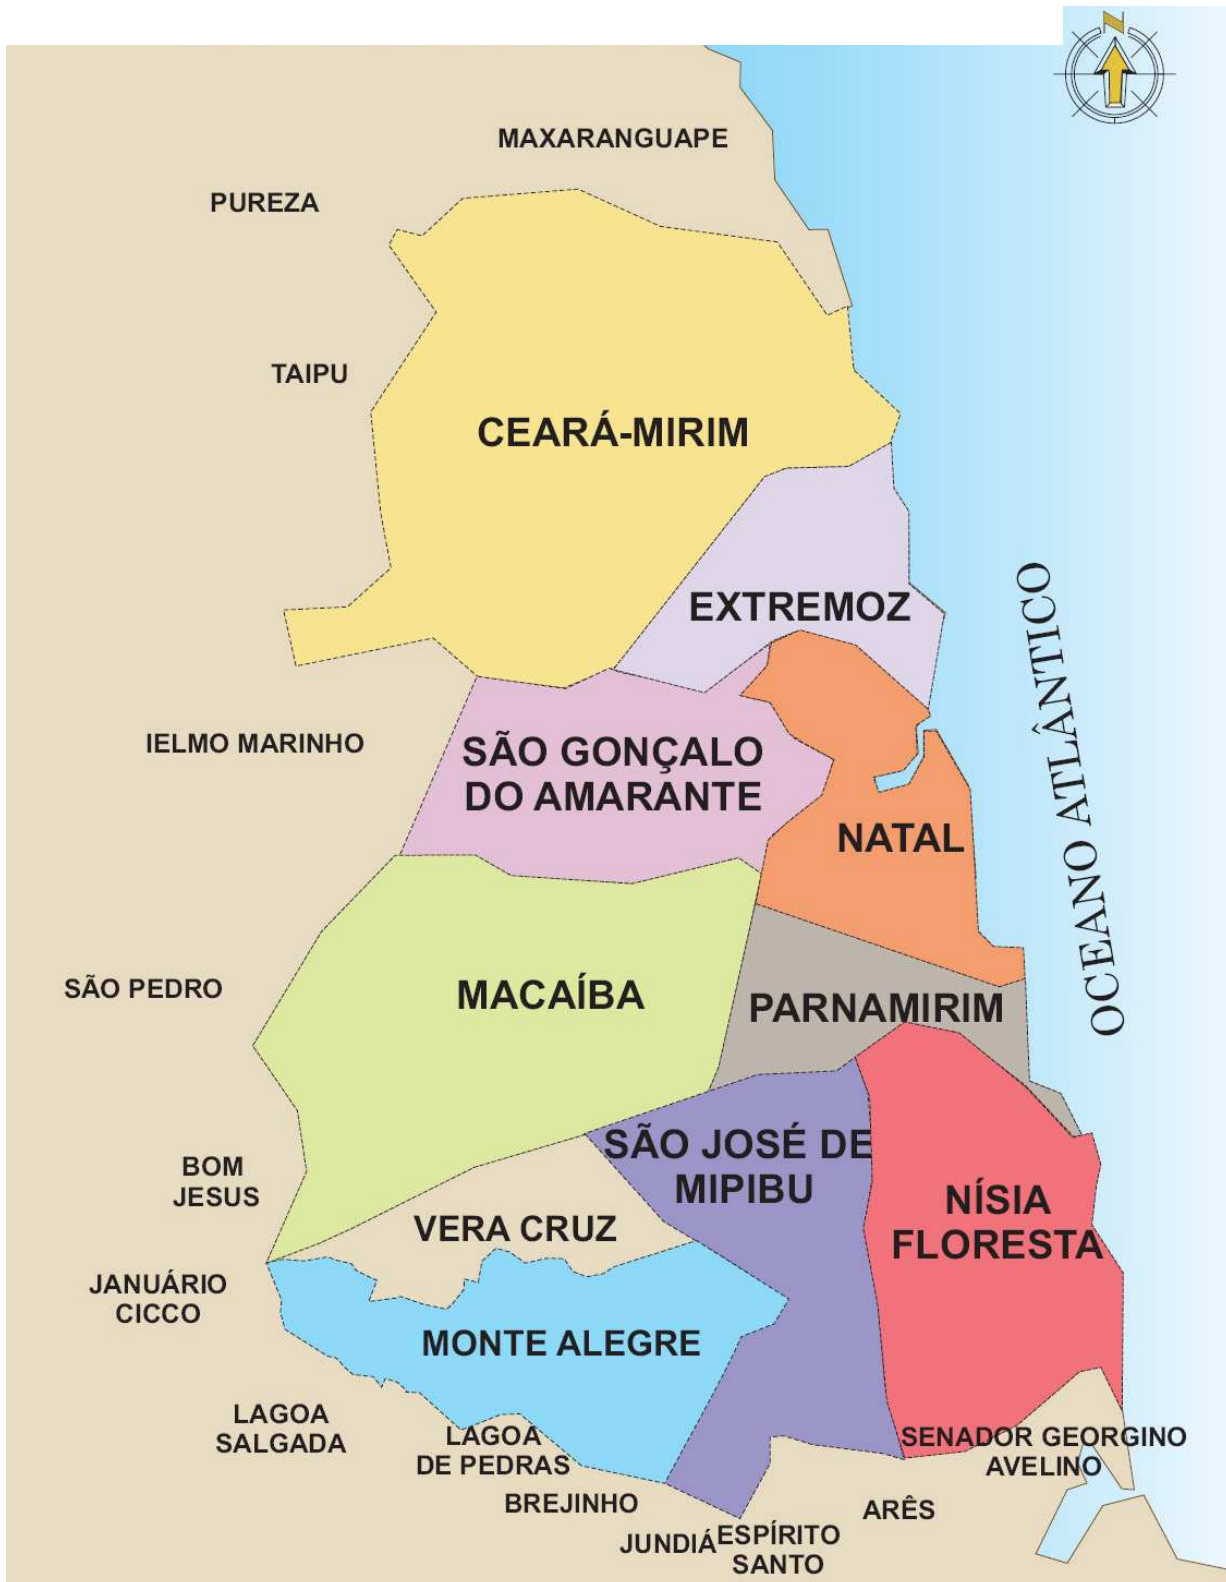 N
MAXARANGUAPE
PUREZA
TAIPU
CEARÁ-MIRIM
EXTREMOZ
OCEANO ATLÂNTICO
IELMO MARINHO
SÃO GONÇALO
DO AMARANTE
NATAL
SÃO PEDRO
MACAÍBA
PARNAMIRIM
SÃO JOSÉ DE
MIPIBU
BOM
JESUS
NÍSIA
FLORESTA
VERA CRUZ
JANUÁRIO
CICCO
MONTE ALEGRE
LAGOA
SALGADA
LAGOA
DE PEDRAS
SENADOR GEORGINO
AVELINO
BREJINHO
ARÊS
JUNDIÁ
ESPÍRITO
SANTO